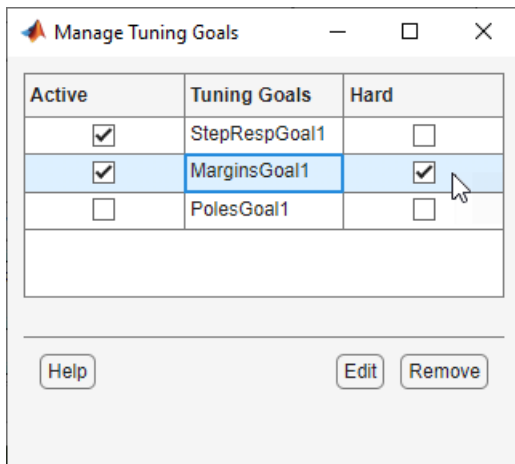 Manage Tuning Goals
Active Tuning Goals Hard
StepRespGoal1
MarginsGoal1
PolesGoal1
Help Edit Remove